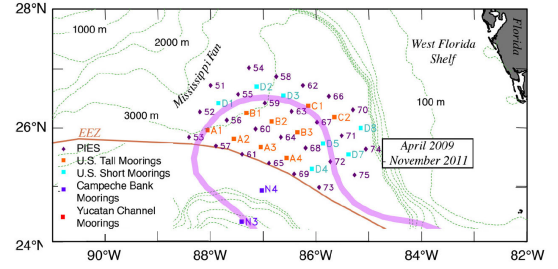 28°N
26°N
24°N
90°W
88°W
86°W
84°W
82°W
1000 m
2000 m
3000 m
100 m
Mississippi Fan
West Florida
Shelf
Florida
EEZ
April 2009
- November 2011
PIES
U.S. Tall Moorings
U.S. Short Moorings
Campeche Bank
Moorings
Yucatan Channel
Moorings
54
58
51
D2
62
55
D3
66
D1
59
C1
52
B1
63
70
56
B2
67
C2
D8
53
A1
60
B3
71
A2
64
D5
57
A3
68
D7
74
61
A4
72
65
D4
69
75
N4
73
N3